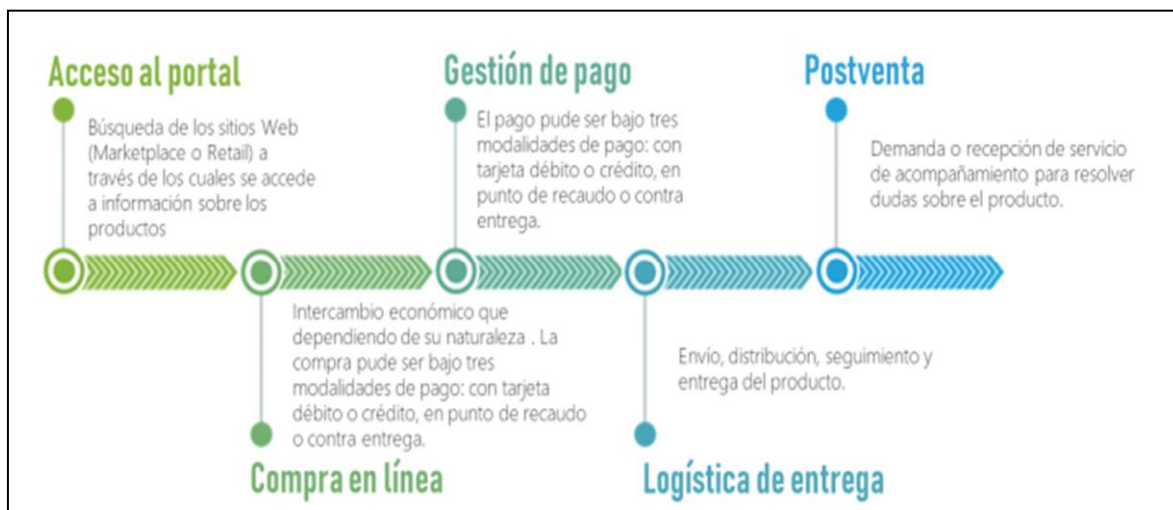 Acceso al portal
Búsqueda de los sitios Web
(Marketplace o Retail) a
través de los cuales se accede
a información sobre los
productos
Intercambio económico que
dependiendo de su naturaleza . La
compra pude ser bajo tres
modalidades de pago: con tarjeta
débito o crédito, en punto de recaudo
o contra entrega.
Compra en línea
Gestión de pago
El pago pude ser bajo tres
modalidades de pago: con
tarjeta débito o crédito, en
punto de recaudo o contra
entrega.
Envío, distribución, seguimiento y
entrega del producto.
Logística de entrega
Postventa
Demanda o recepción de servicio
de acompañamiento para resolver
dudas sobre el producto.